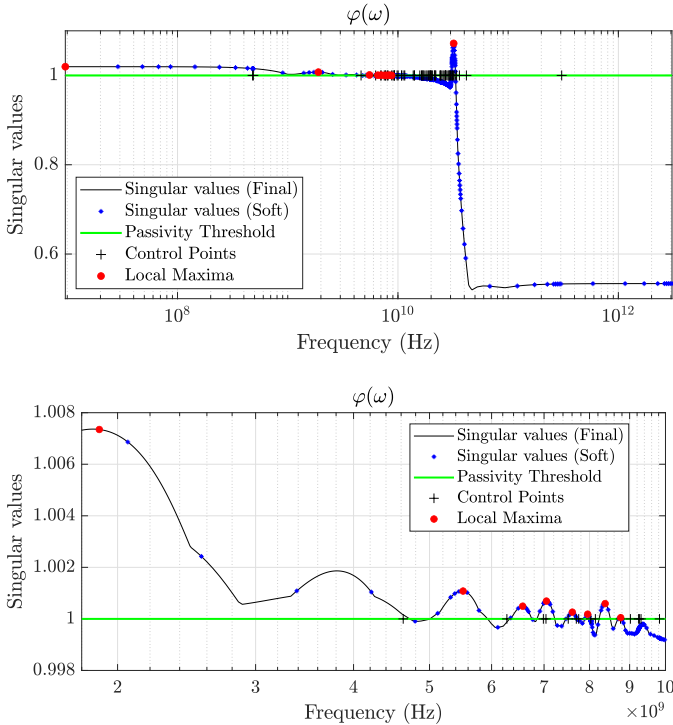 φ(ω)
1
0.8
0.6
Singular values
Singular values (Final)
Singular values (Soft)
Passivity Threshold
Control Points
Local Maxima
10^8 10^10 10^12
Frequency (Hz)
φ(ω)
1.008
1.006
1.004
1.002
1
0.998
Singular values
Singular values (Final)
Singular values (Soft)
Passivity Threshold
Control Points
Local Maxima
2 3 4 5 6 7 8 9 10
Frequency (Hz) ×10^9